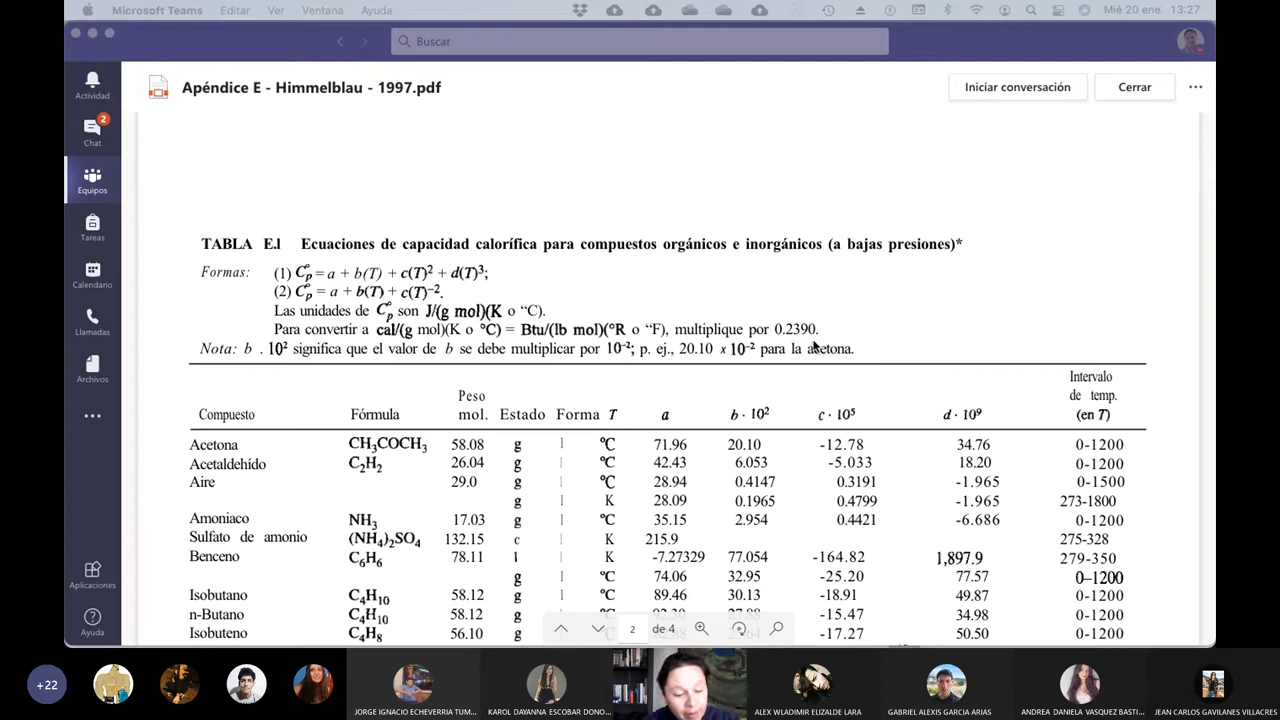 Microsoft Teams Editar Ver Ventana Ayuda Mié 20 ene. 13:27
Buscar
Actividad
Chat
2
Equipos
Tareas
Calendario
Llamadas
Archivos
Aplicaciones
Ayuda
Apéndice E - Himmelblau - 1997.pdf Iniciar conversación Cerrar
TABLA E.l Ecuaciones de capacidad calorífica para compuestos orgánicos e inorgánicos (a bajas presiones)*
Formas: (1) C°p = a + b(T) + c(T)² + d(T)³;
(2) C°p = a + b(T) + c(T)⁻².
Las unidades de C°p son J/(g mol)(K o “C).
Para convertir a cal/(g mol)(K o °C) = Btu/(lb mol)(°R o “F), multiplique por 0.2390.
Nota: b . 10² significa que el valor de b se debe multiplicar por 10⁻²; p. ej., 20.10 x 10⁻² para la acetona.
Compuesto Fórmula Peso mol. Estado Forma T a b · 10² c · 10⁵ d · 10⁹ Intervalo de temp. (en T)
Acetona CH₃COCH₃ 58.08 g l °C 71.96 20.10 -12.78 34.76 0-1200
Acetaldehído C₂H₂ 26.04 g l °C 42.43 6.053 -5.033 18.20 0-1200
Aire 29.0 g l °C 28.94 0.4147 0.3191 -1.965 0-1500
g l K 28.09 0.1965 0.4799 -1.965 273-1800
Amoniaco NH₃ 17.03 g l °C 35.15 2.954 0.4421 -6.686 0-1200
Sulfato de amonio (NH₄)₂SO₄ 132.15 c l K 215.9 275-328
Benceno C₆H₆ 78.11 l l K -7.27329 77.054 -164.82 1,897.9 279-350
g l °C 74.06 32.95 -25.20 77.57 0–1200
Isobutano C₄H₁₀ 58.12 g l °C 89.46 30.13 -18.91 49.87 0-1200
n-Butano C₄H₁₀ 58.12 g l °C -15.47 34.98 0-1200
Isobuteno C₄H₈ 56.10 g l °C -17.27 50.50 0-1200
2 de 4
+22
JORGE IGNACIO ECHEVERRIA TUM...
KAROL DAYANNA ESCOBAR DONO...
ALEX WLADIMIR ELIZALDE LARA
GABRIEL ALEXIS GARCIA ARIAS
ANDREA DANIELA VASQUEZ BASTI...
JEAN CARLOS GAVILANES VILLACRES